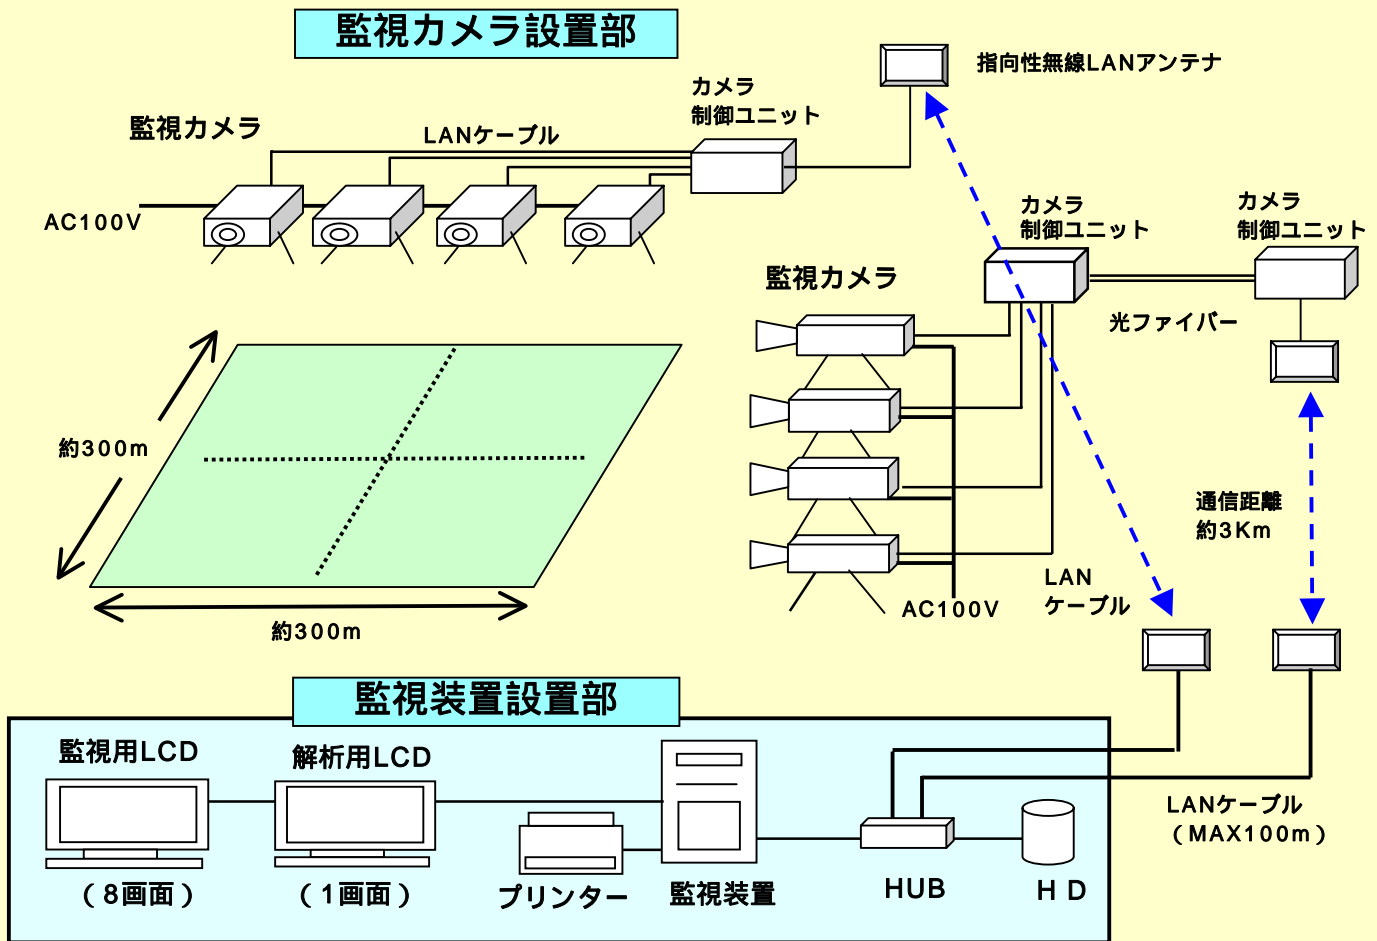 監視カメラ設置部
指向性無線LANアンテナ
カメラ
制御ユニット
監視カメラ
LANケーブル
AC100V
カメラ
制御ユニット
カメラ
制御ユニット
監視カメラ
光ファイバー
約300m
通信距離
約3Km
LAN
ケーブル
AC100V
約300m
監視装置設置部
監視用LCD
解析用LCD
LANケーブル
（MAX100m）
（8画面）
（1画面）
プリンター
監視装置
HUB
HD